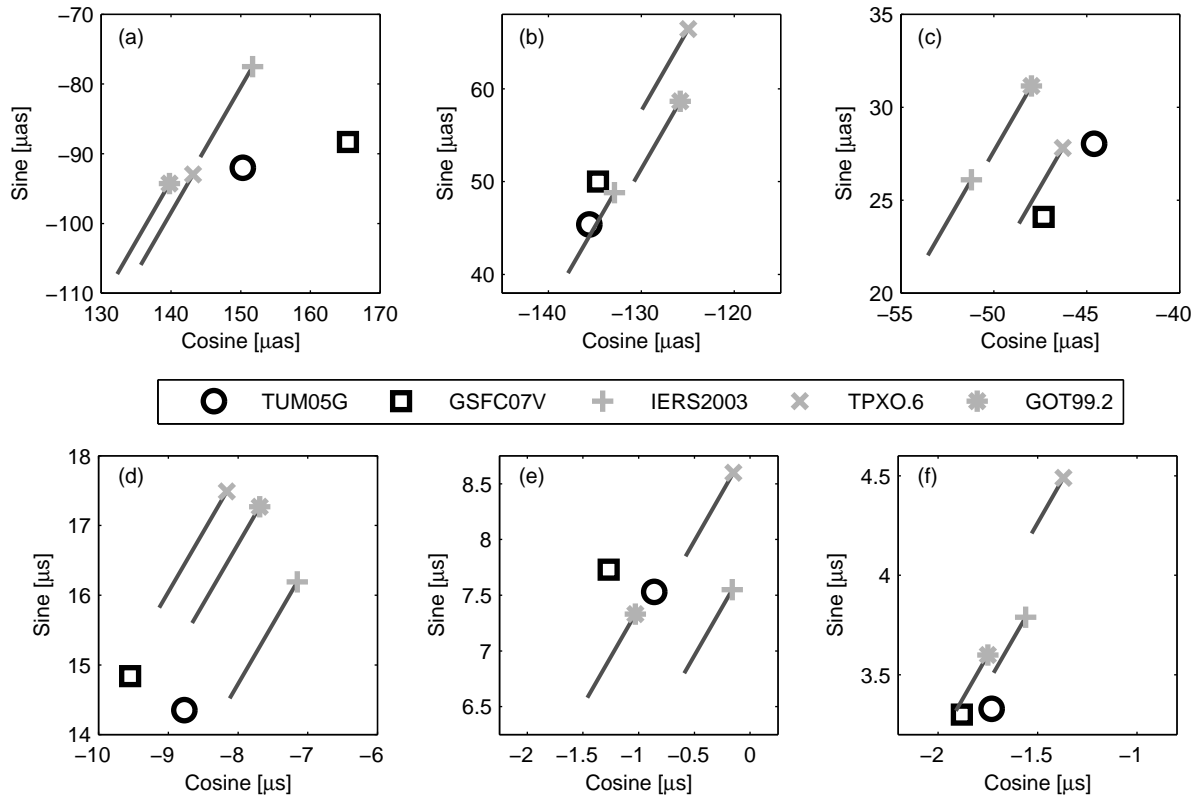 (a)
−70
−80
−90
−100
−110
130 140 150 160 170
Sine [μas]
Cosine [μas]
(b)
60
50
40
−140 −130 −120
Sine [μas]
Cosine [μas]
(c)
35
30
25
20
−55 −50 −45 −40
Sine [μas]
Cosine [μas]
TUM05G GSFC07V IERS2003 TPXO.6 GOT99.2
(d)
18
17
16
15
14
−10 −9 −8 −7 −6
Sine [μs]
Cosine [μs]
(e)
8.5
8
7.5
7
6.5
−2 −1.5 −1 −0.5 0
Sine [μs]
Cosine [μs]
(f)
4.5
4
3.5
−2 −1.5 −1
Sine [μs]
Cosine [μs]